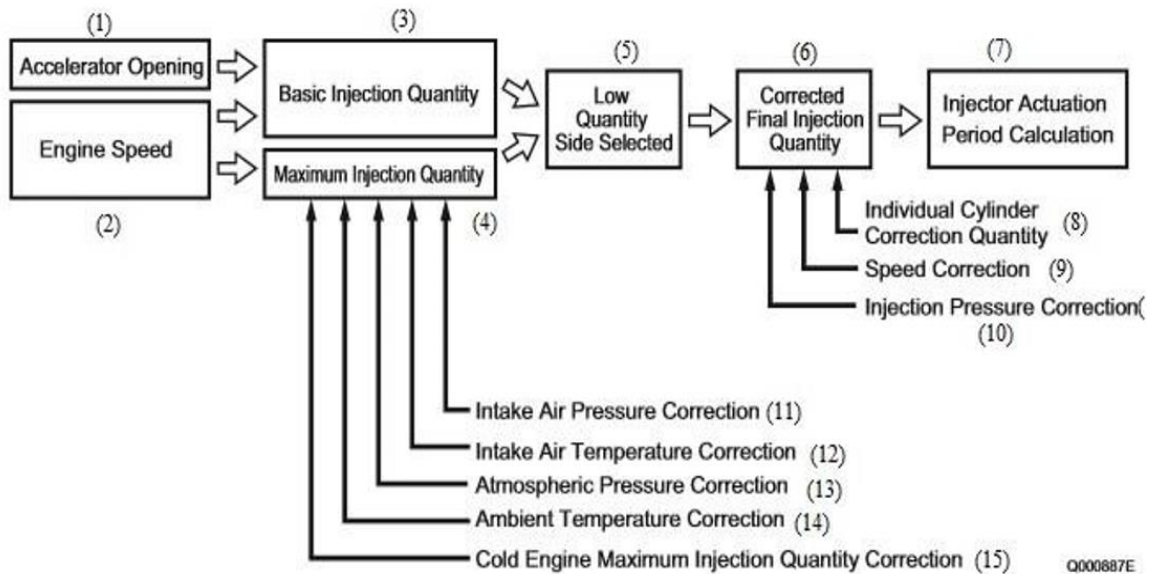 (1)
Accelerator Opening
Engine Speed
(2)
(3)
Basic Injection Quantity
Maximum Injection Quantity
(4)
(5)
Low
Quantity
Side Selected
(6)
Corrected
Final Injection
Quantity
(7)
Injector Actuation
Period Calculation
Individual Cylinder
Correction Quantity (8)
Speed Correction (9)
Injection Pressure Correction(
(10)
Intake Air Pressure Correction (11)
Intake Air Temperature Correction (12)
Atmospheric Pressure Correction (13)
Ambient Temperature Correction (14)
Cold Engine Maximum Injection Quantity Correction (15)
Q000887E